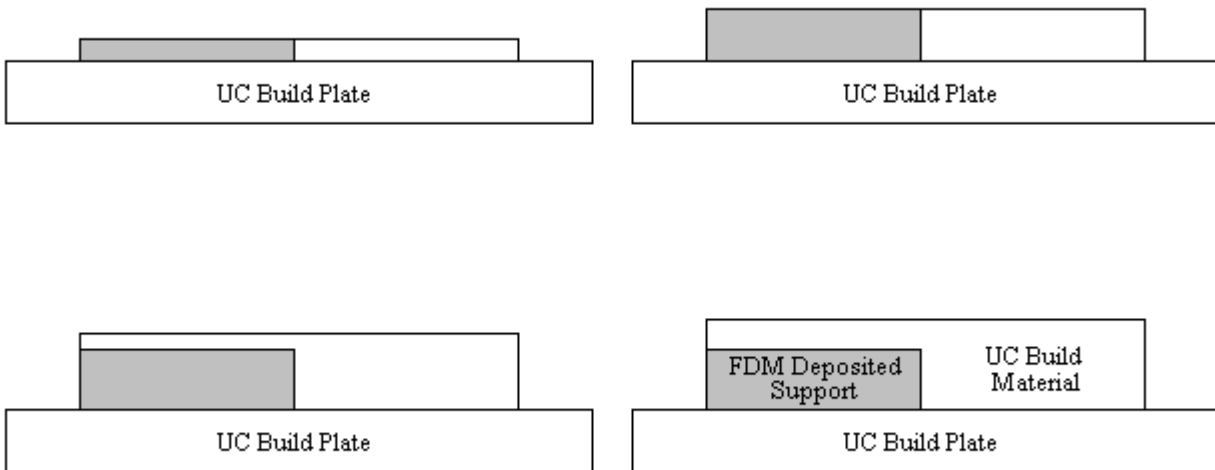 UC Build Plate
UC Build Plate
FDM Deposited
Support
UC Build
Material
UC Build Plate
UC Build Plate